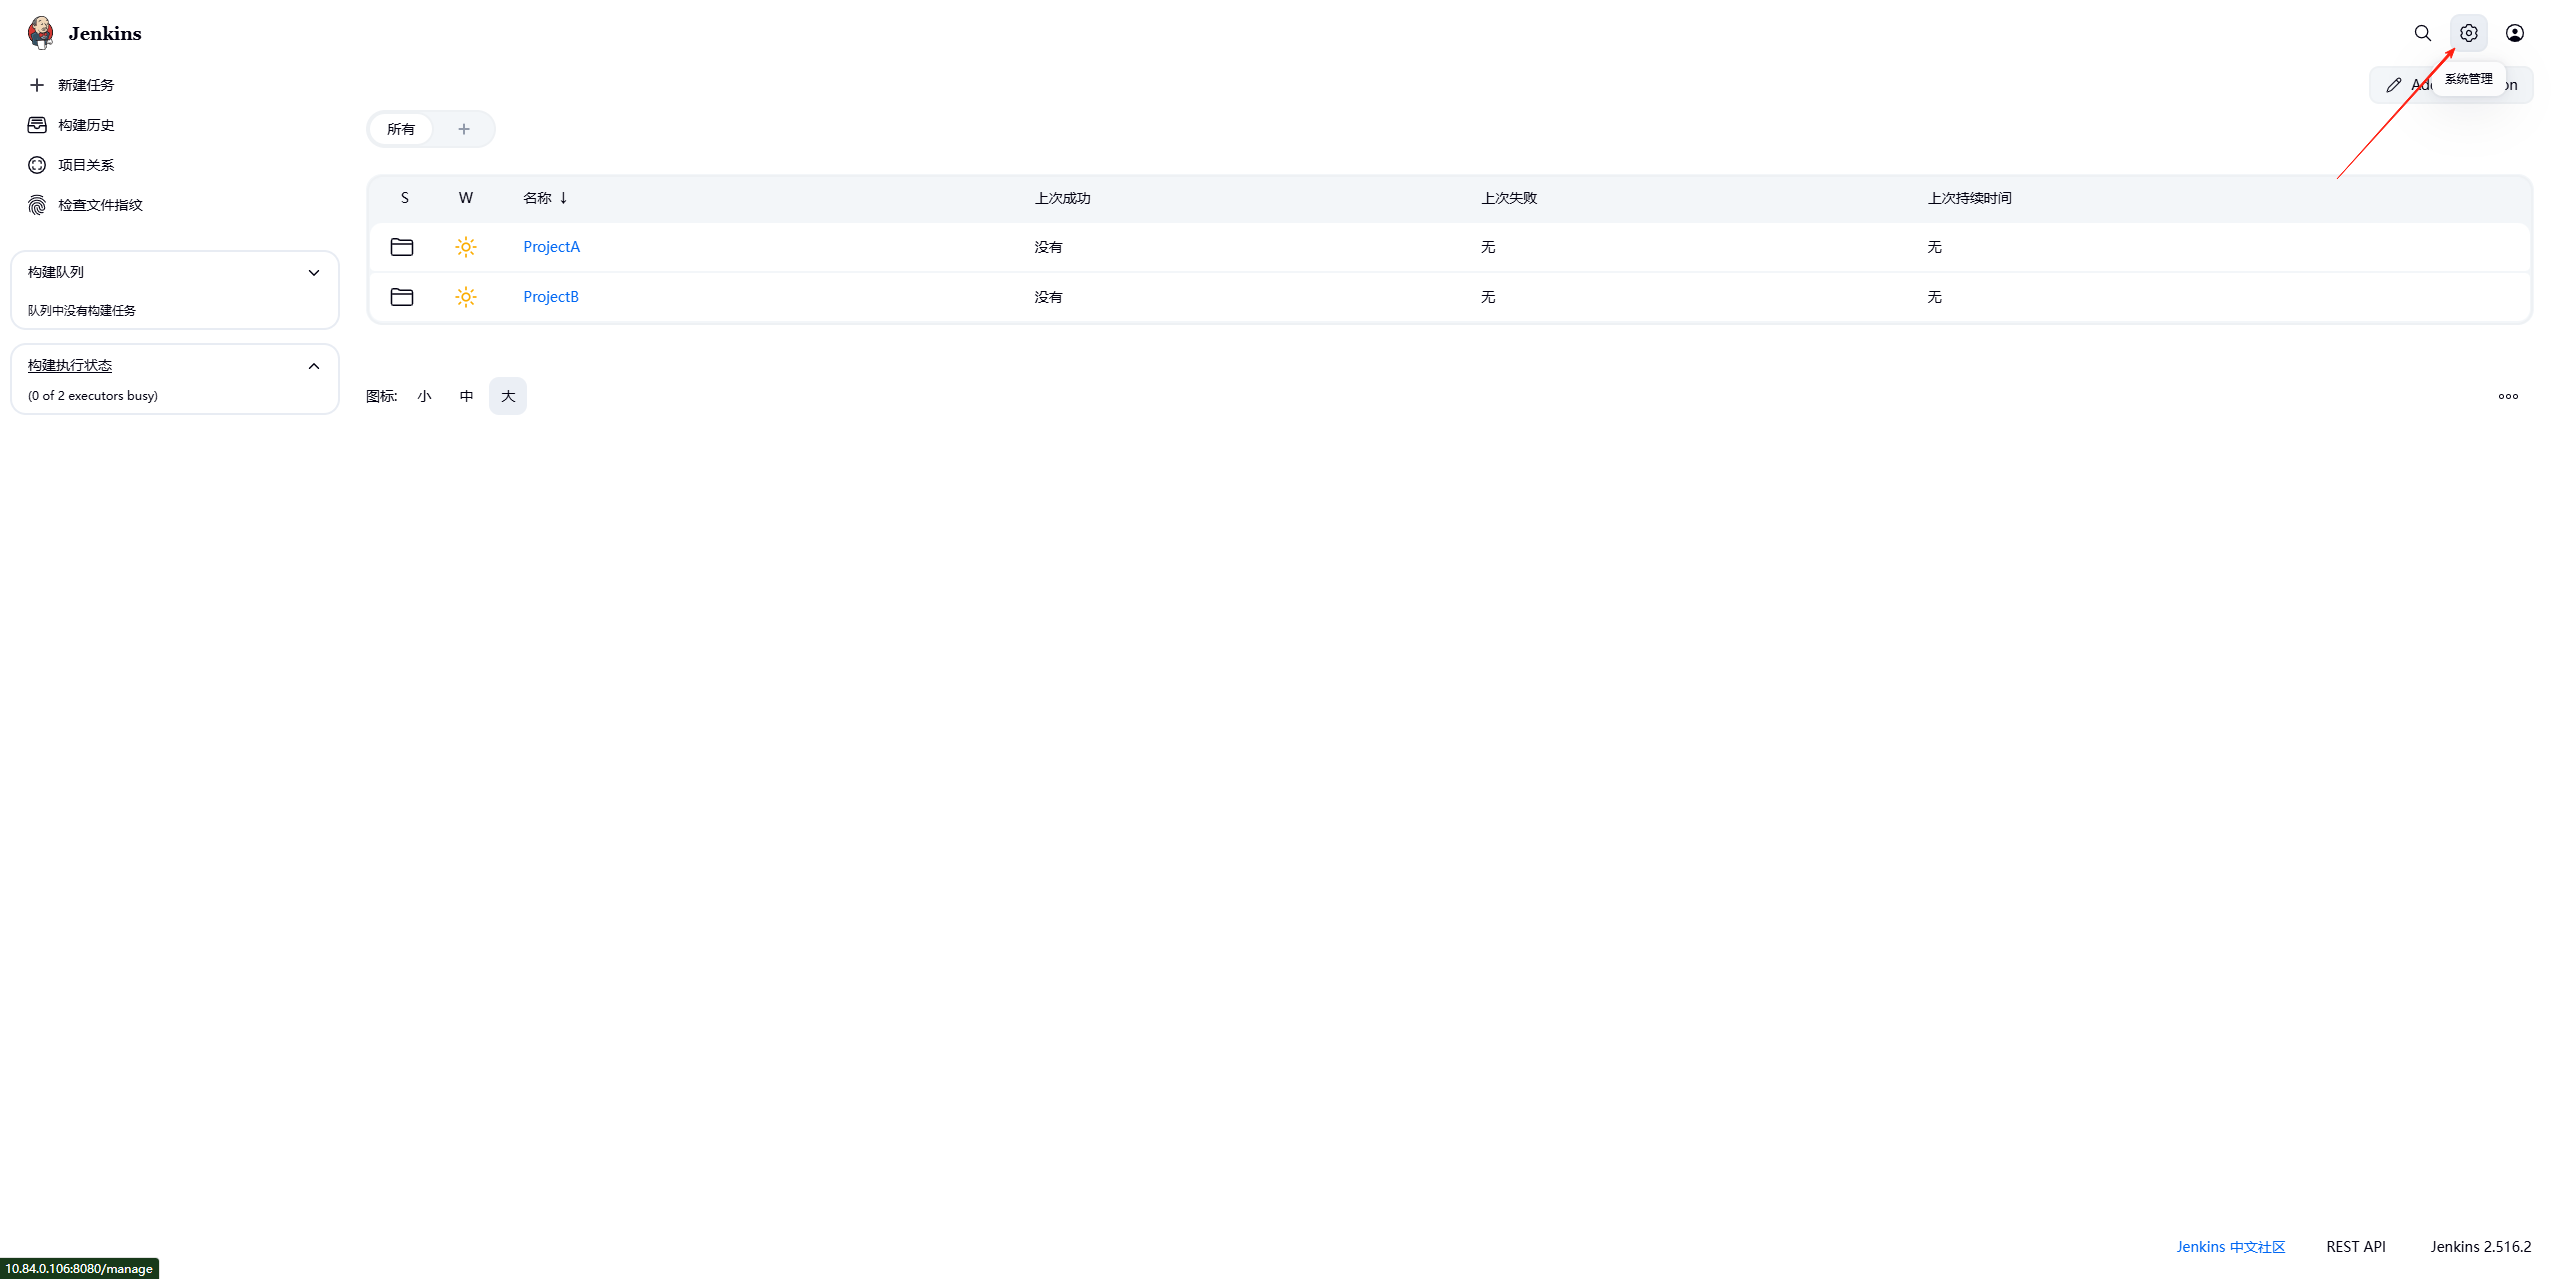 Jenkins
新建任务
构建历史
项目关系
检查文件指纹
系统管理
所有
S W 名称 ↓ 上次成功 上次失败 上次持续时间
ProjectA 没有 无 无
ProjectB 没有 无 无
构建队列
队列中没有构建任务
构建执行状态
(0 of 2 executors busy)
图标: 小 中 大
Jenkins 中文社区 REST API Jenkins 2.516.2
10.84.0.106:8080/manage